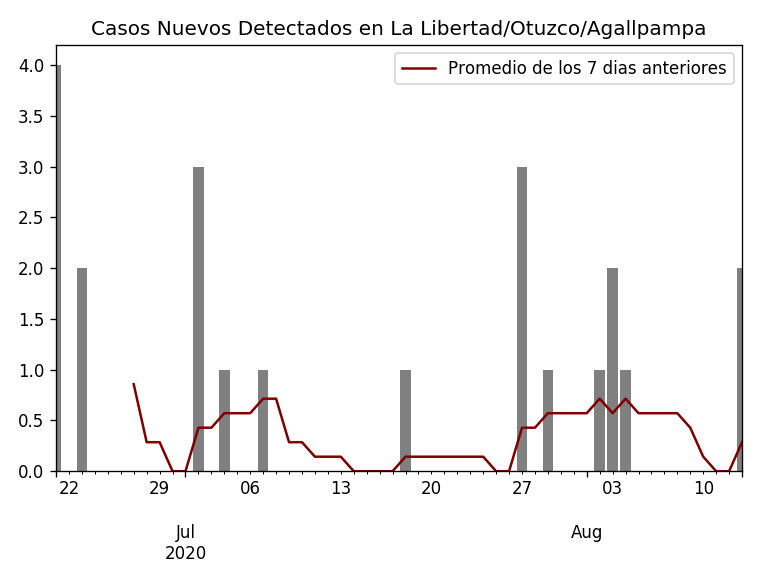 Casos Nuevos Detectados en La Libertad/Otuzco/Agallpampa
Promedio de los 7 dias anteriores
4.0
3.5
3.0
2.5
2.0
1.5
1.0
0.5
0.0
22 29 06 13 20 27 03 10
Jul Aug
2020